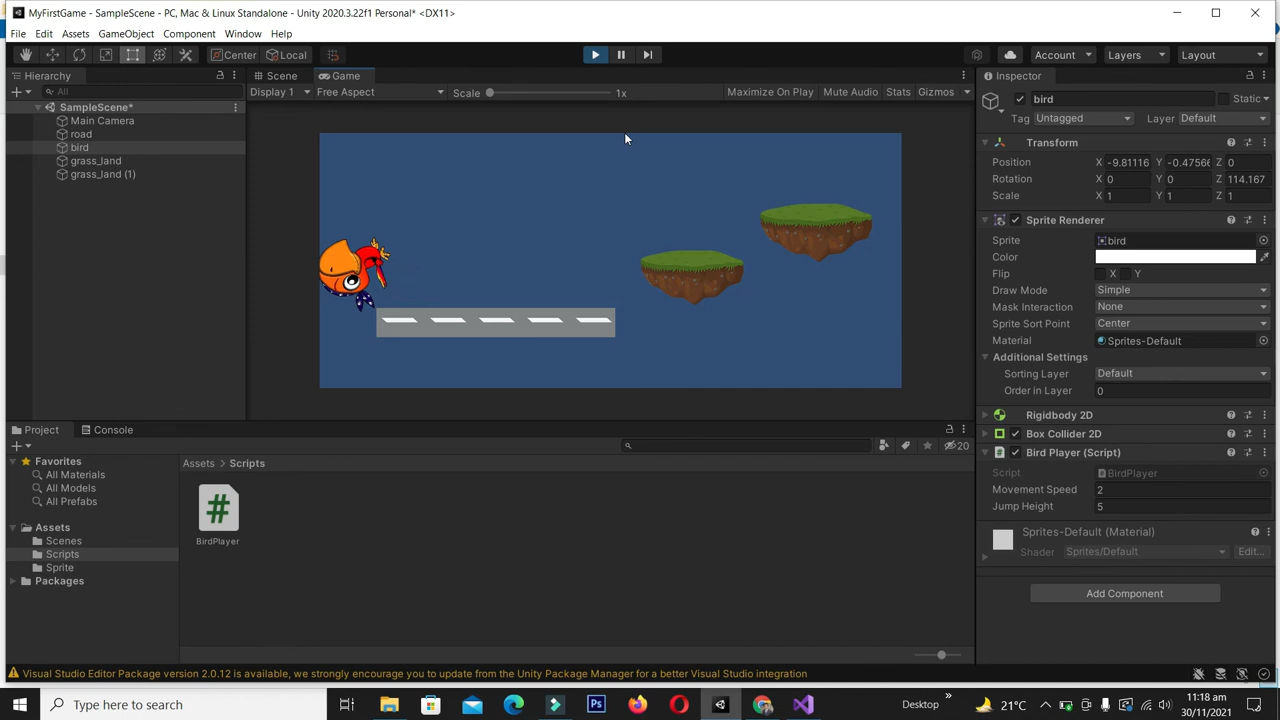 MyFirstGame - SampleScene - PC, Mac & Linux Standalone - Unity 2020.3.22f1 Personal* <DX11>
File Edit Assets GameObject Component Window Help
Center Local Account Layers Layout
Hierarchy
All
SampleScene*
Main Camera
road
bird
grass_land
grass_land (1)
Scene Game
Display 1 Free Aspect Scale 1x Maximize On Play Mute Audio Stats Gizmos
Inspector
bird Static
Tag Untagged Layer Default
Transform
Position X -9.81116 Y -0.47566 Z 0
Rotation X 0 Y 0 Z 114.167
Scale X 1 Y 1 Z 1
Sprite Renderer
Sprite bird
Color
Flip X Y
Draw Mode Simple
Mask Interaction None
Sprite Sort Point Center
Material Sprites-Default
Additional Settings
Sorting Layer Default
Order in Layer 0
Rigidbody 2D
Box Collider 2D
Bird Player (Script)
Script BirdPlayer
Movement Speed 2
Jump Height 5
Sprites-Default (Material)
Shader Sprites/Default Edit...
Add Component
Project Console
20
Favorites
All Materials
All Models
All Prefabs
Assets
Scenes
Scripts
Sprite
Packages
Assets Scripts
#
BirdPlayer
Visual Studio Editor Package version 2.0.12 is available, we strongly encourage you to update from the Unity Package Manager for a better Visual Studio integration
Type here to search
Ps
Desktop
21°C
11:18 am
30/11/2021